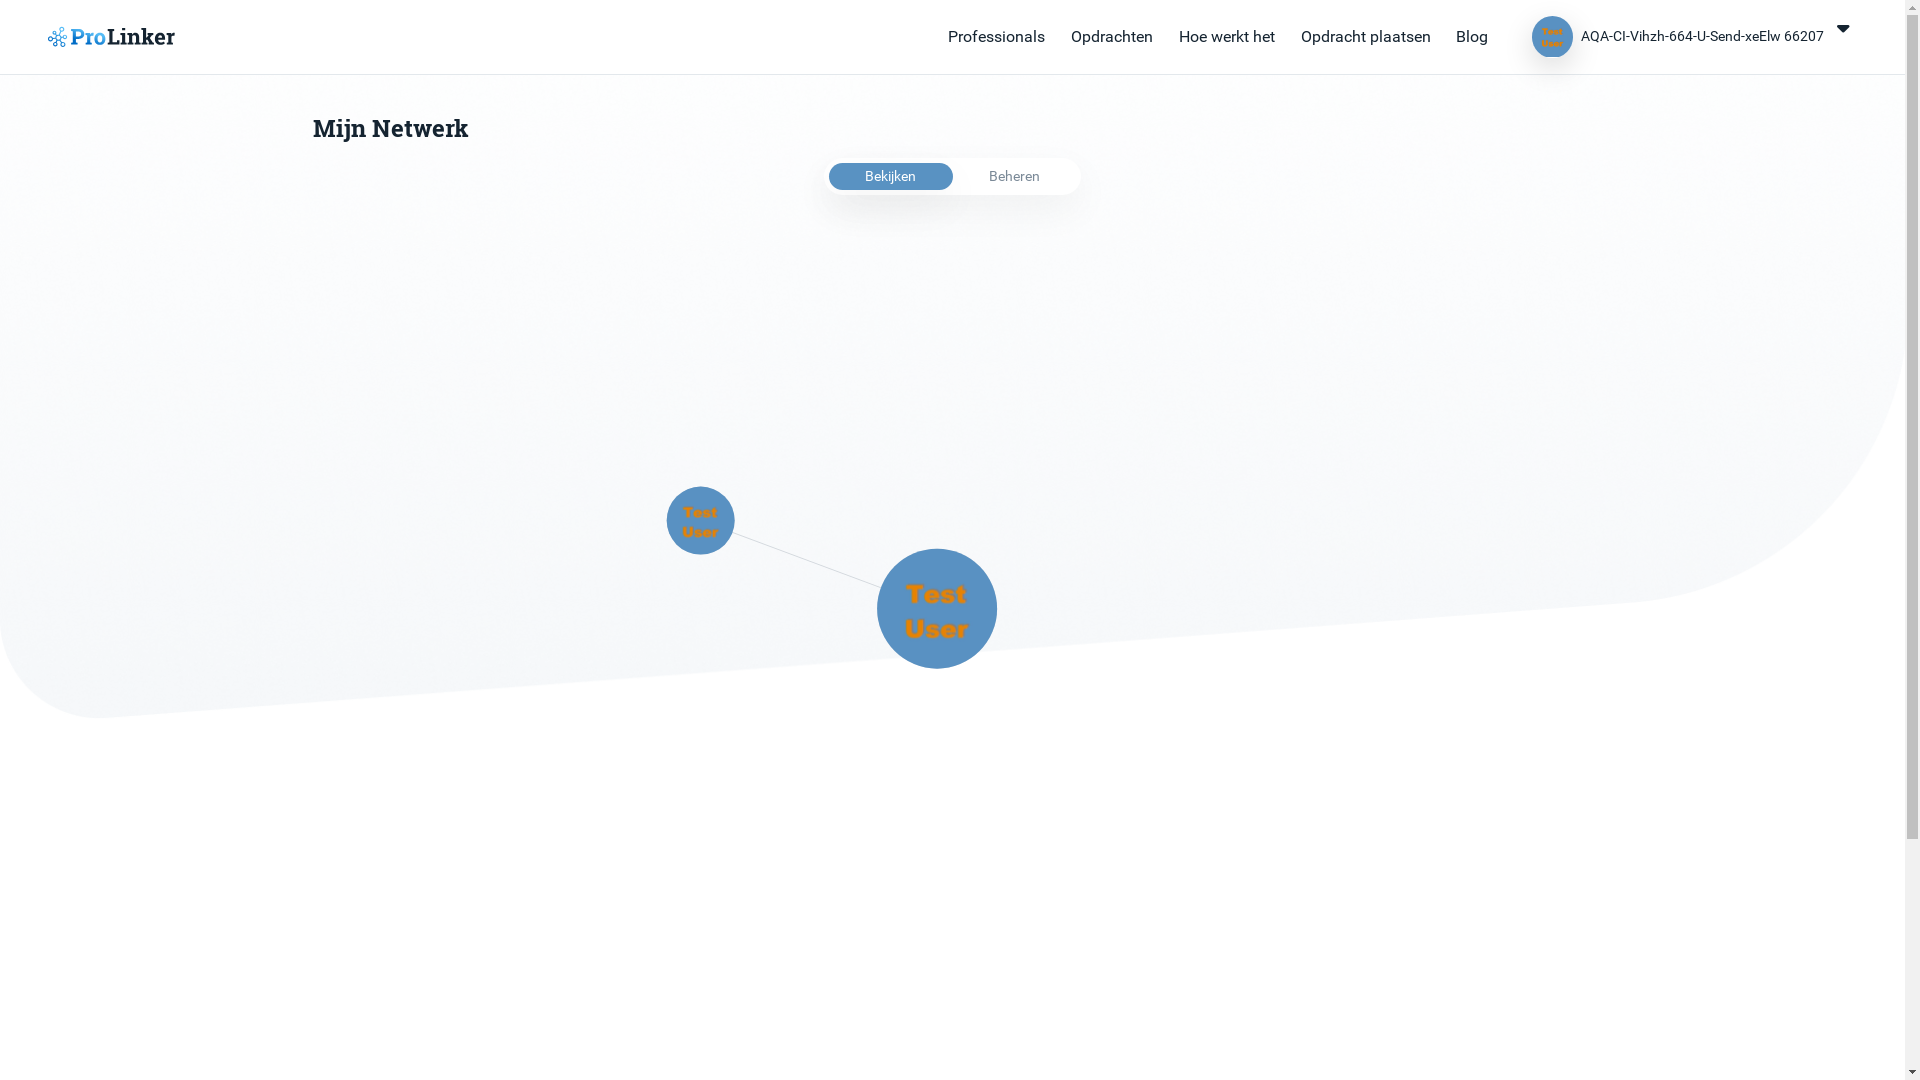 ProLinker
Professionals Opdrachten Hoe werkt het Opdracht plaatsen Blog
Test
User
AQA-CI-Vihzh-664-U-Send-xeElw 66207
Mijn Netwerk
Bekijken Beheren
Test
User
Test
User